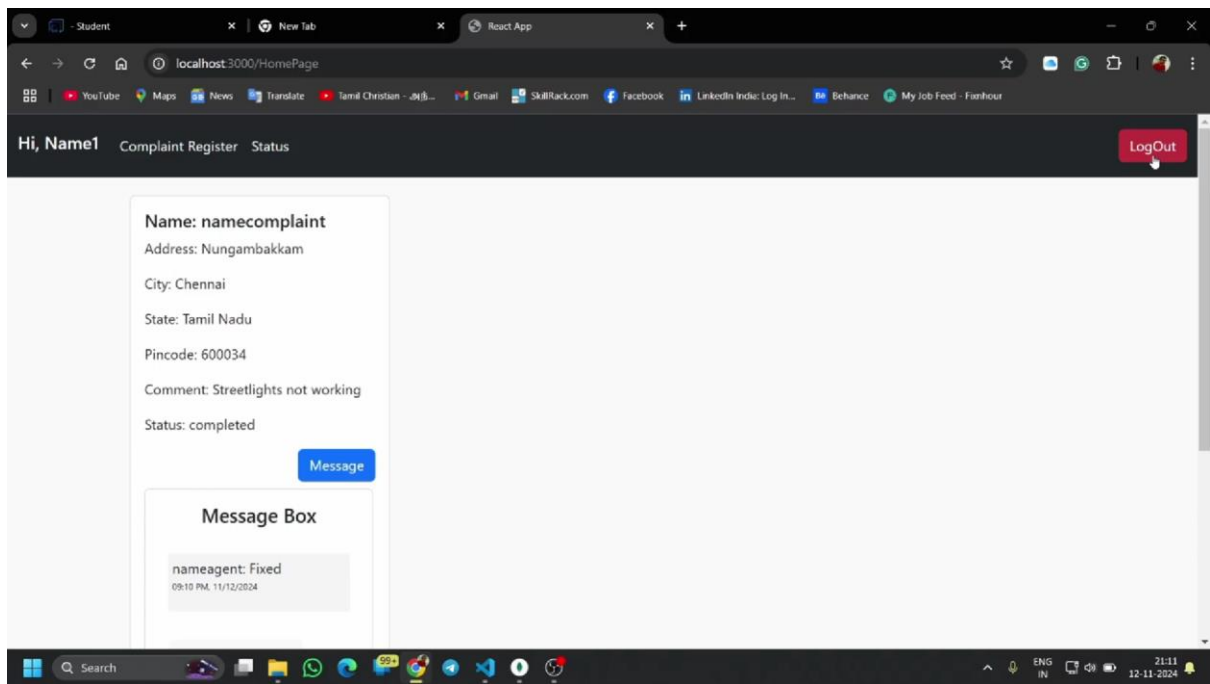 - Student
New Tab
React App
localhost:3000/HomePage
YouTube Maps News Translate Tamil Christian - அத்... Gmail SkillRack.com Facebook LinkedIn Indie: Log In... Behance My Job Feed - Fixnhour
Hi, Name1 Complaint Register Status LogOut
Name: namecomplaint
Address: Nungambakkam
City: Chennai
State: Tamil Nadu
Pincode: 600034
Comment: Streetlights not working
Status: completed
Message
Message Box
nameagent: Fixed
09:10 PM, 11/12/2024
Search 99+ ENG 21:11
IN 12-11-2024